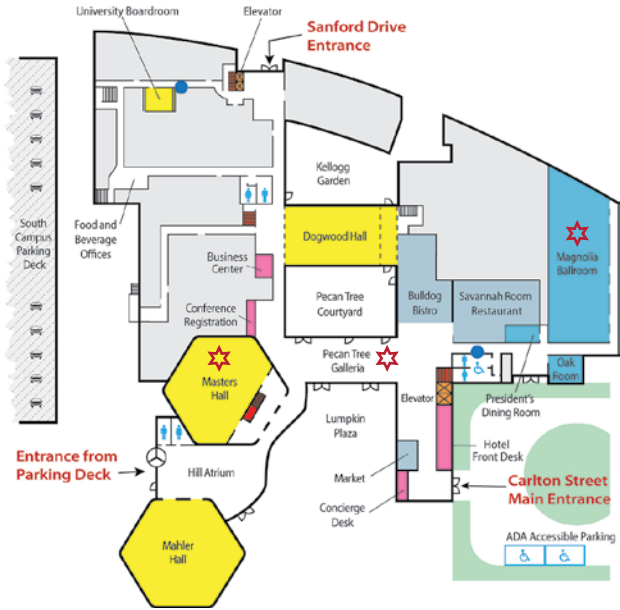 University Boardroom
Elevator
Sanford Drive
Entrance
South
Campus
Parking
Deck
Food and
Beverage
Offices
Kellogg
Garden
Dogwood Hall
Magnolia
Ballroom
Business
Center
Conference
Registration
Pecan Tree
Courtyard
Bulldog
Bistro
Savannah Room
Restaurant
Pecan Tree
Galleria
Masters
Hall
Oak
Room
President's
Dining Room
Elevator
Lumpkin
Plaza
Hotel
Front Desk
Entrance from
Parking Deck
Hill Atrium
Market
Concierge
Desk
Carlton Street
Main Entrance
Mahler
Hall
ADA Accessible Parking